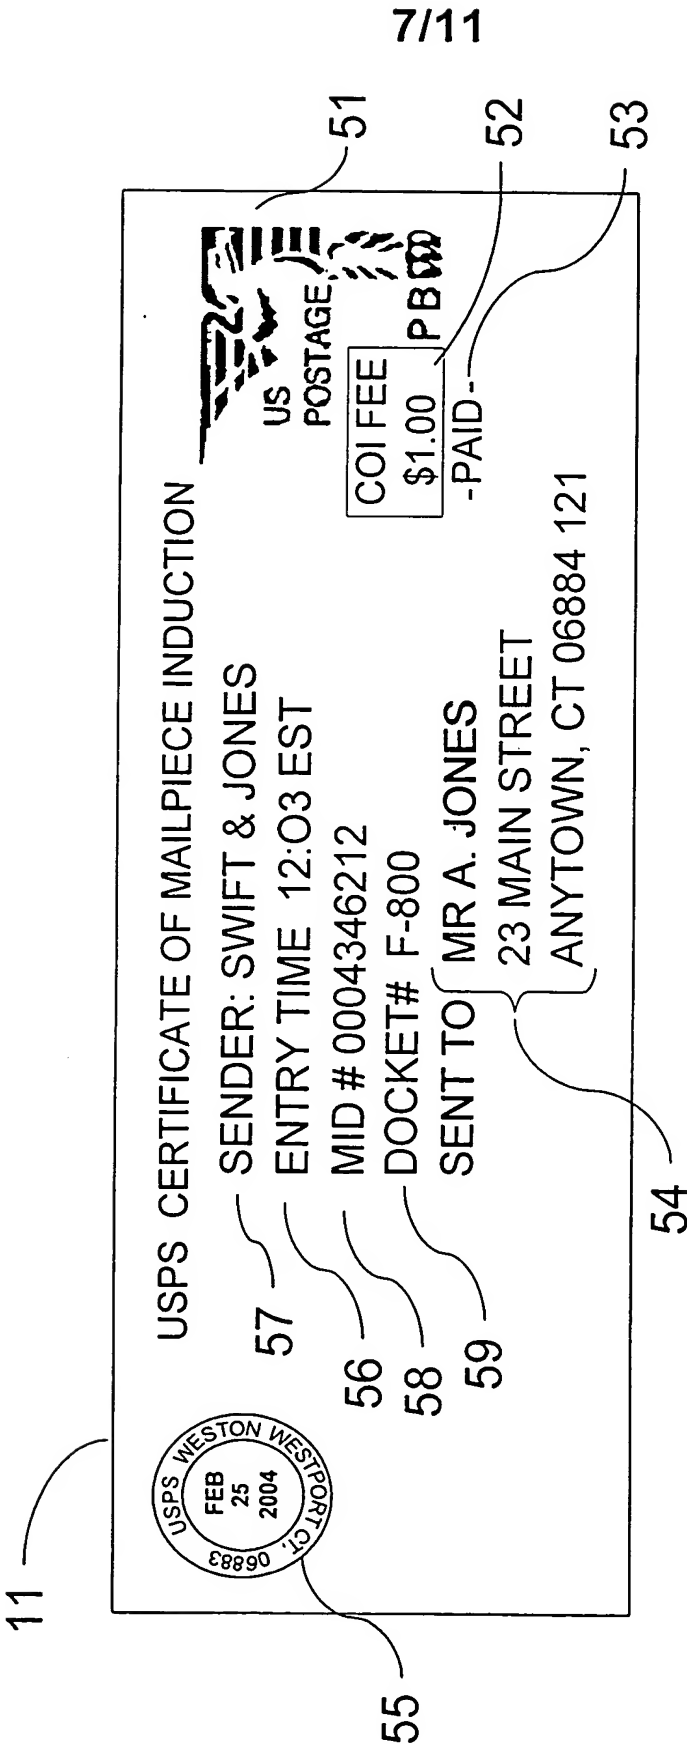 7/11
11
USPS WESTON WESTPORT CT. 06883
FEB
25
2004
55
USPS CERTIFICATE OF MAILPIECE INDUCTION
57
SENDER: SWIFT & JONES
56
ENTRY TIME 12:O3 EST
58
MID # 0004346212
59
DOCKET# F-800
SENT TO MR A. JONES
23 MAIN STREET
ANYTOWN, CT 06884 121
54
51
US
POSTAGE
PBW
52
COI FEE
$1.00
53
-PAID-